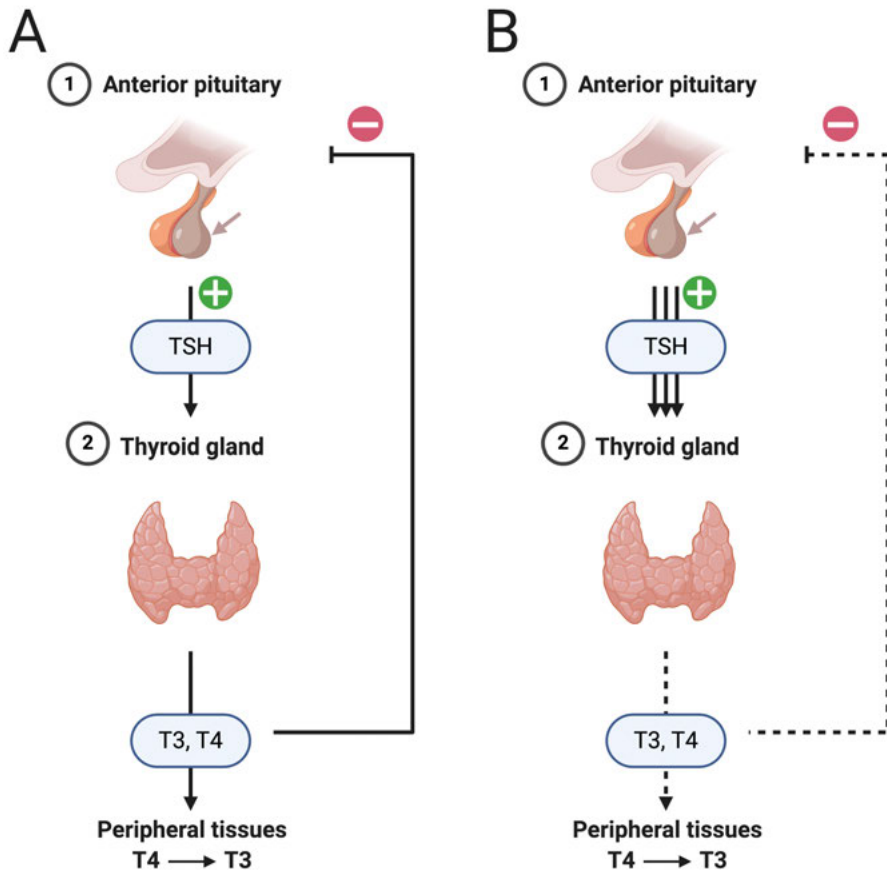 A
1 Anterior pituitary
TSH
2 Thyroid gland
T3, T4
Peripheral tissues
T4 → T3
B
1 Anterior pituitary
TSH
2 Thyroid gland
T3, T4
Peripheral tissues
T4 → T3